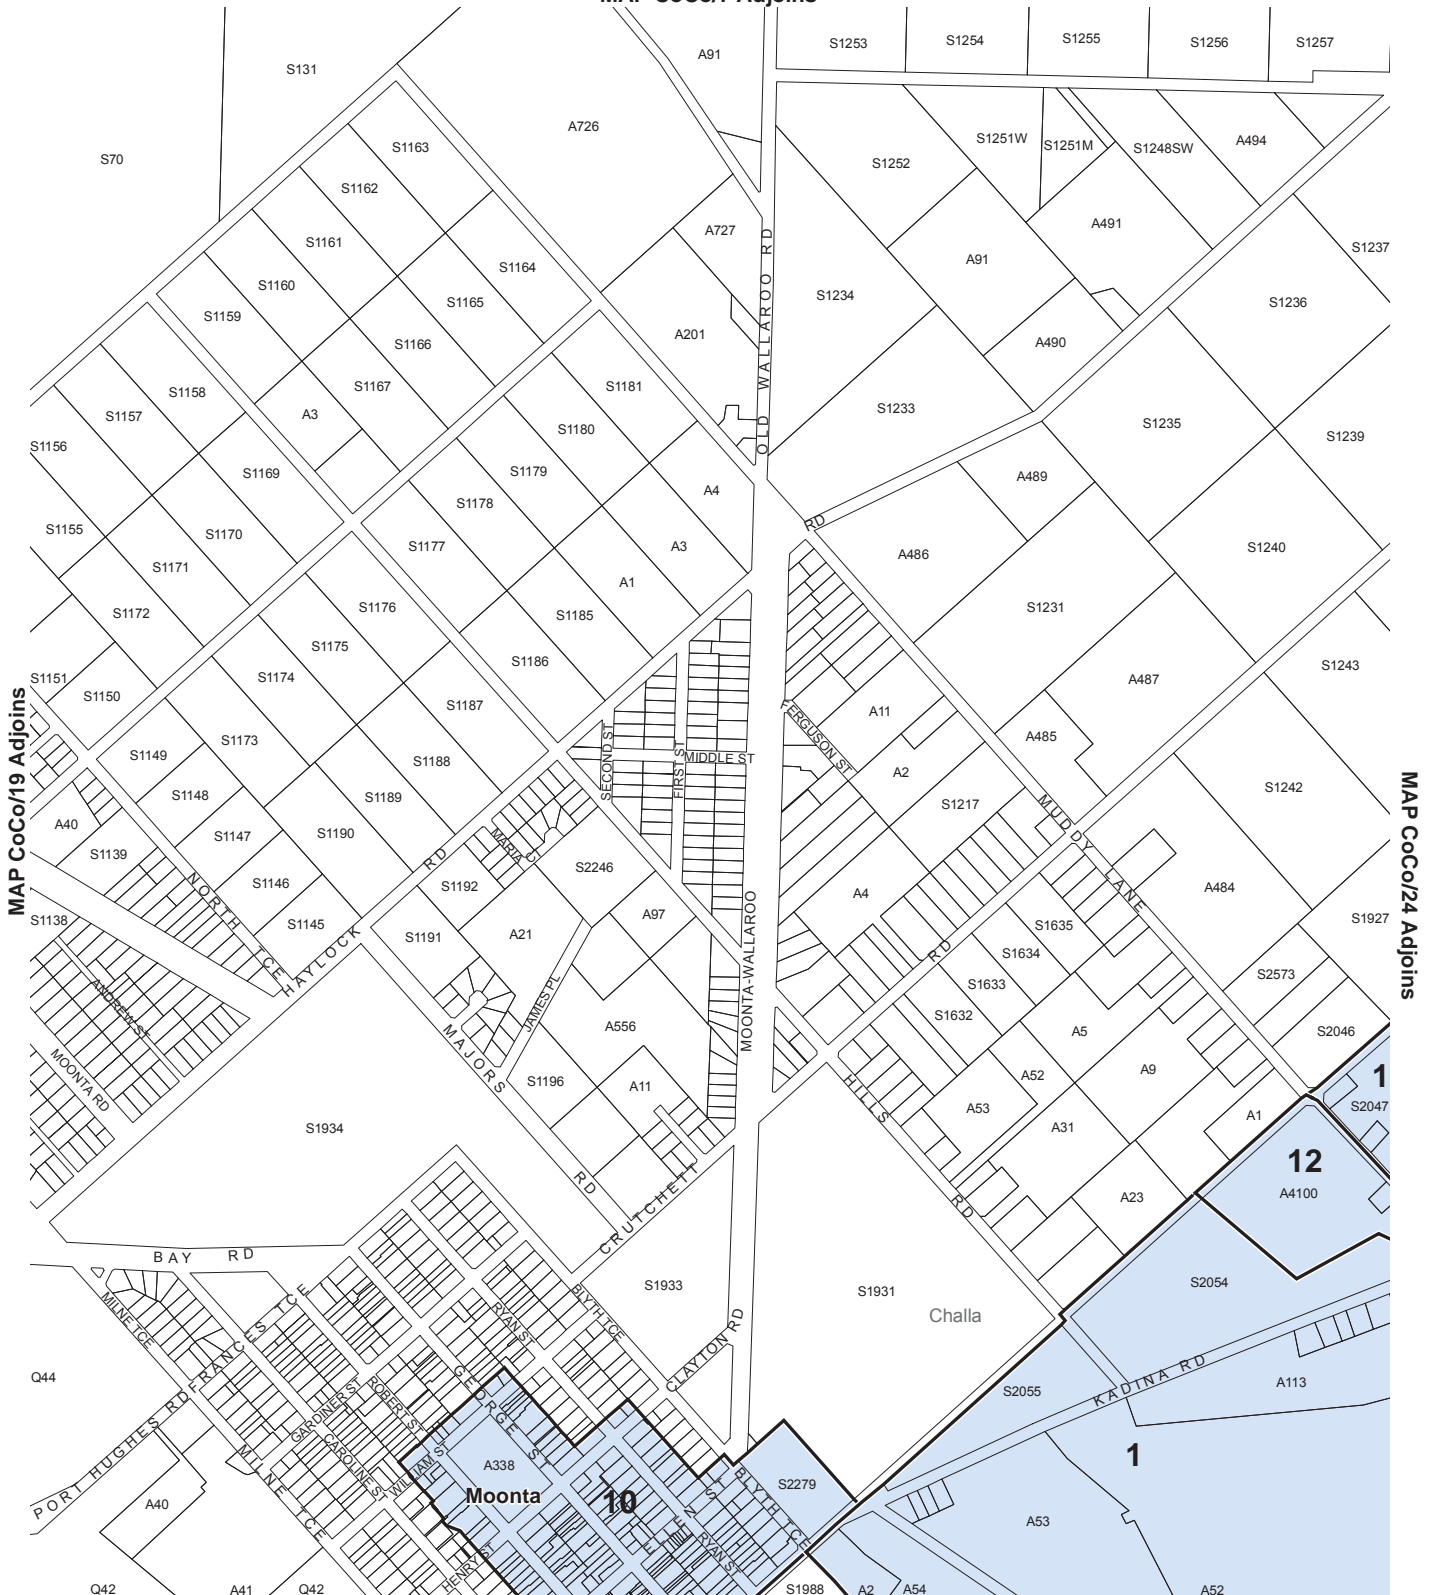 MAP CoCo/7 Adjoins
S1253
S1254
S1255
S1256
S1257
A91
S131
A726
S70
S1163
S1162
S1161
S1160
S1159
S1164
S1165
S1166
S1167
A3
A727
A201
OLD WALLAROO RD
S1252
S1251W
S1251M
S1248SW
A494
A491
A91
A490
S1234
S1233
S1237
S1236
S1235
S1239
S1158
S1157
S1156
S1169
S1155
S1170
S1171
S1172
S1181
S1180
S1179
S1178
S1177
A4
A3
A1
S1185
S1186
S1187
S1188
S1189
S1190
S1176
S1175
S1174
S1173
S1151
S1150
S1149
S1148
S1147
S1146
S1145
RD
A489
A486
S1240
S1231
A487
S1243
A485
S1242
A484
S1927
S2573
S2046
MAP CoCo/19 Adjoins
MAP CoCo/24 Adjoins
A40
S1139
S1138
NORTH TCE
HAYLOCK RD
SECOND ST
FIRST ST
MIDDLE ST
FERGUSON ST
A11
A2
S1217
A4
MUDDY LANE
RD
MARIA CT
S2246
S1192
S1191
A21
A97
JAMES PL
A556
S1196
A11
MAJORS RD
MOONTA-WALLAROO
ANDREW ST
MOONTA RD
S1934
S1635
S1634
S1633
S1632
A5
A9
A52
A53
A31
A23
A1
HILLS RD
CRUTCHETT
1
S2047
12
A4100
S2054
BAY RD
S1933
S1931
Challa
MILNE TCE
FRANCES TCE
BLYTH TCE
RYAN ST
CLAYTON RD
KADINA RD
S2055
A113
Q44
PORT HUGHES RD
GARDINER ST
ROBERT ST
GEORGE ST
CAROLINE ST
WILLIAM ST
MILNE TCE
A338
Moonta
10
ELLEN ST
BLYTH TCE
RYAN ST
S2279
1
A53
A40
HENRY ST
Q42
A41
Q42
S1988
A2
A54
A52